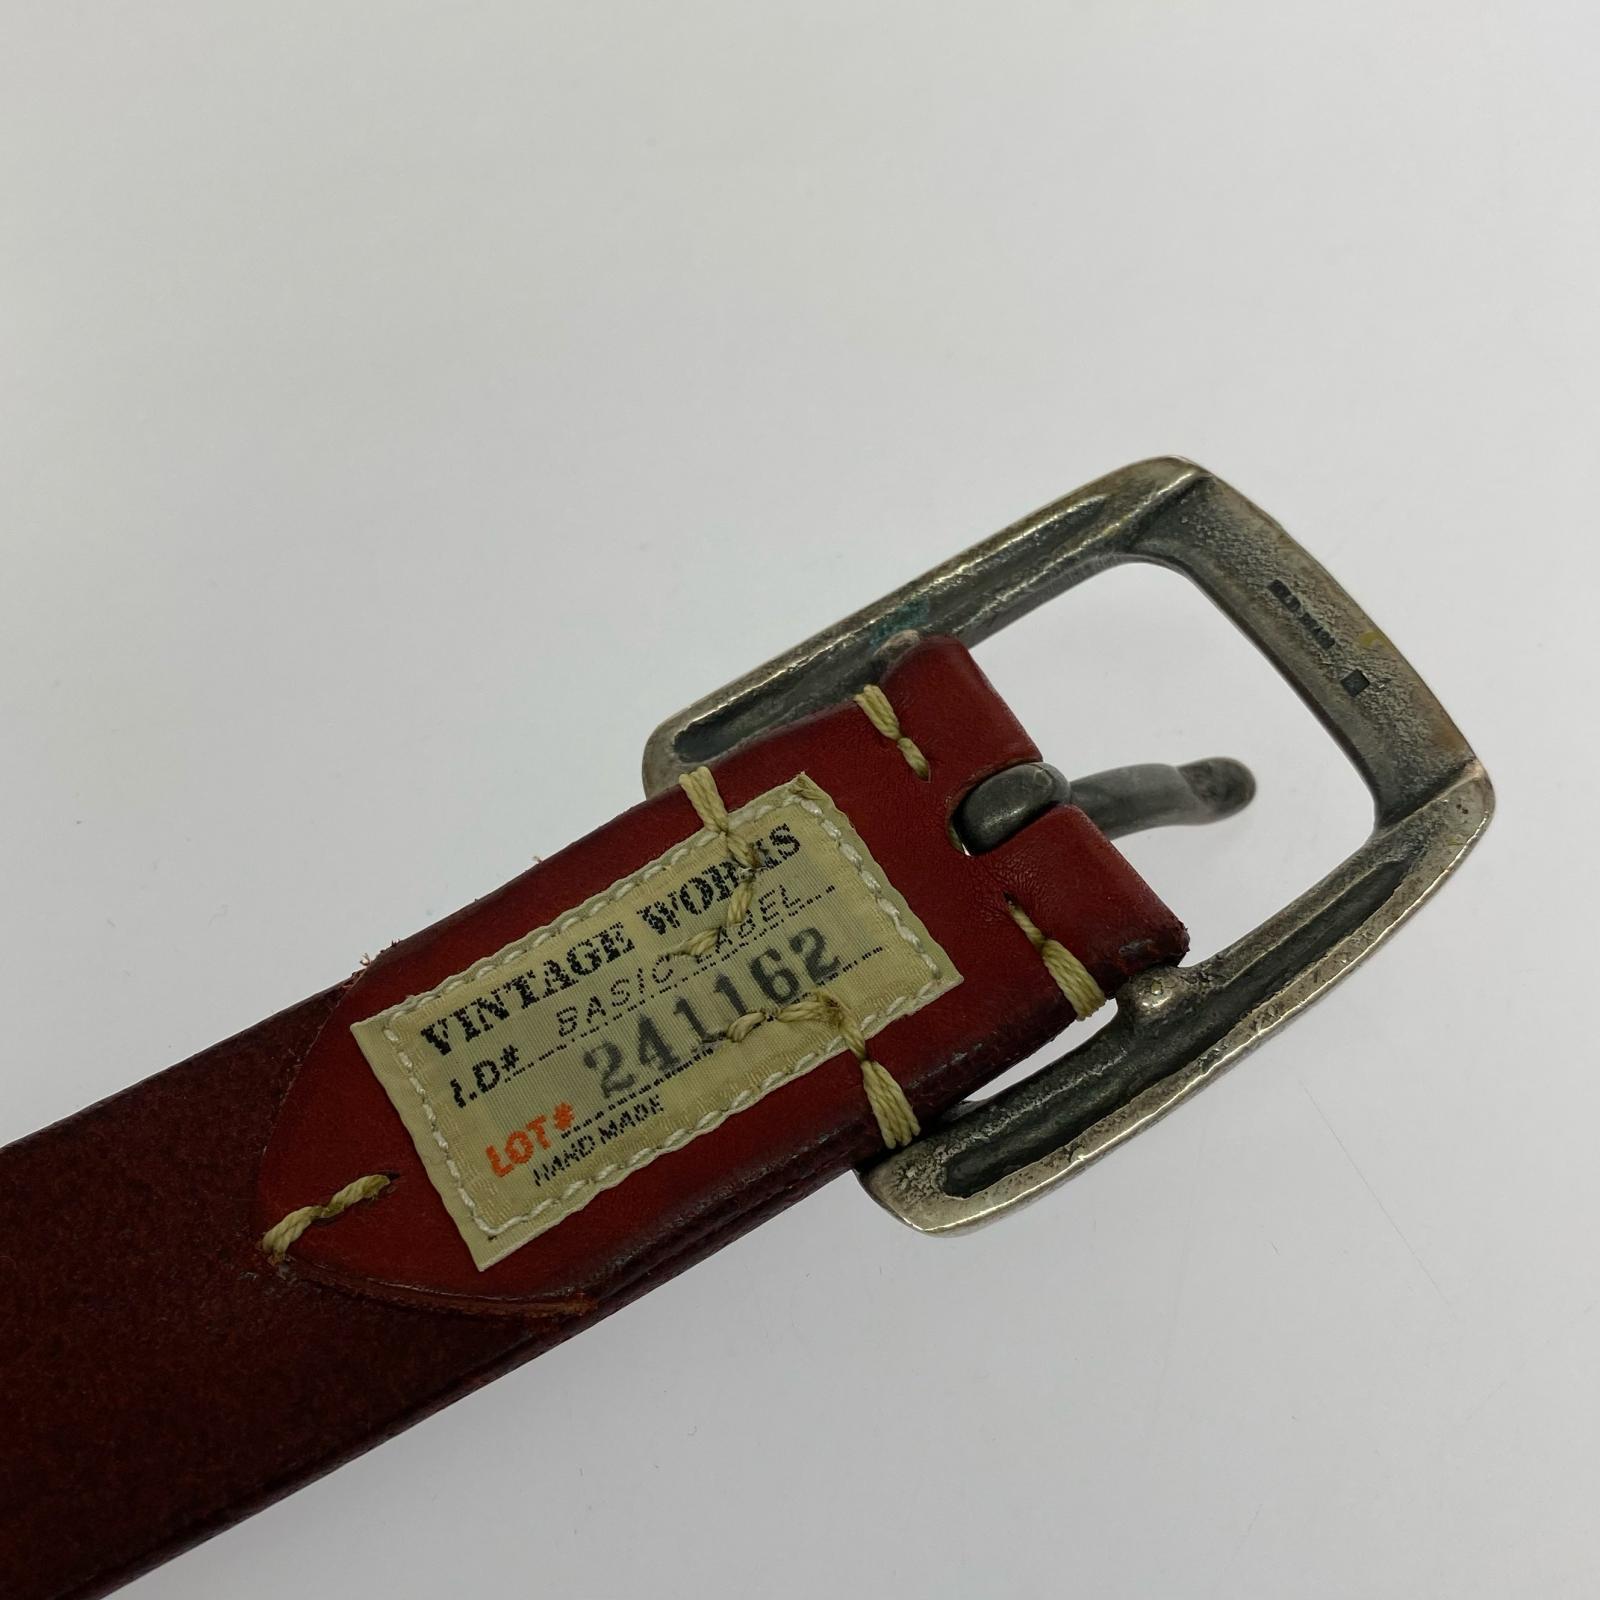 VINTAGE WORKS
I.D# BASIC LABEL
LOT# 241162
HAND MADE